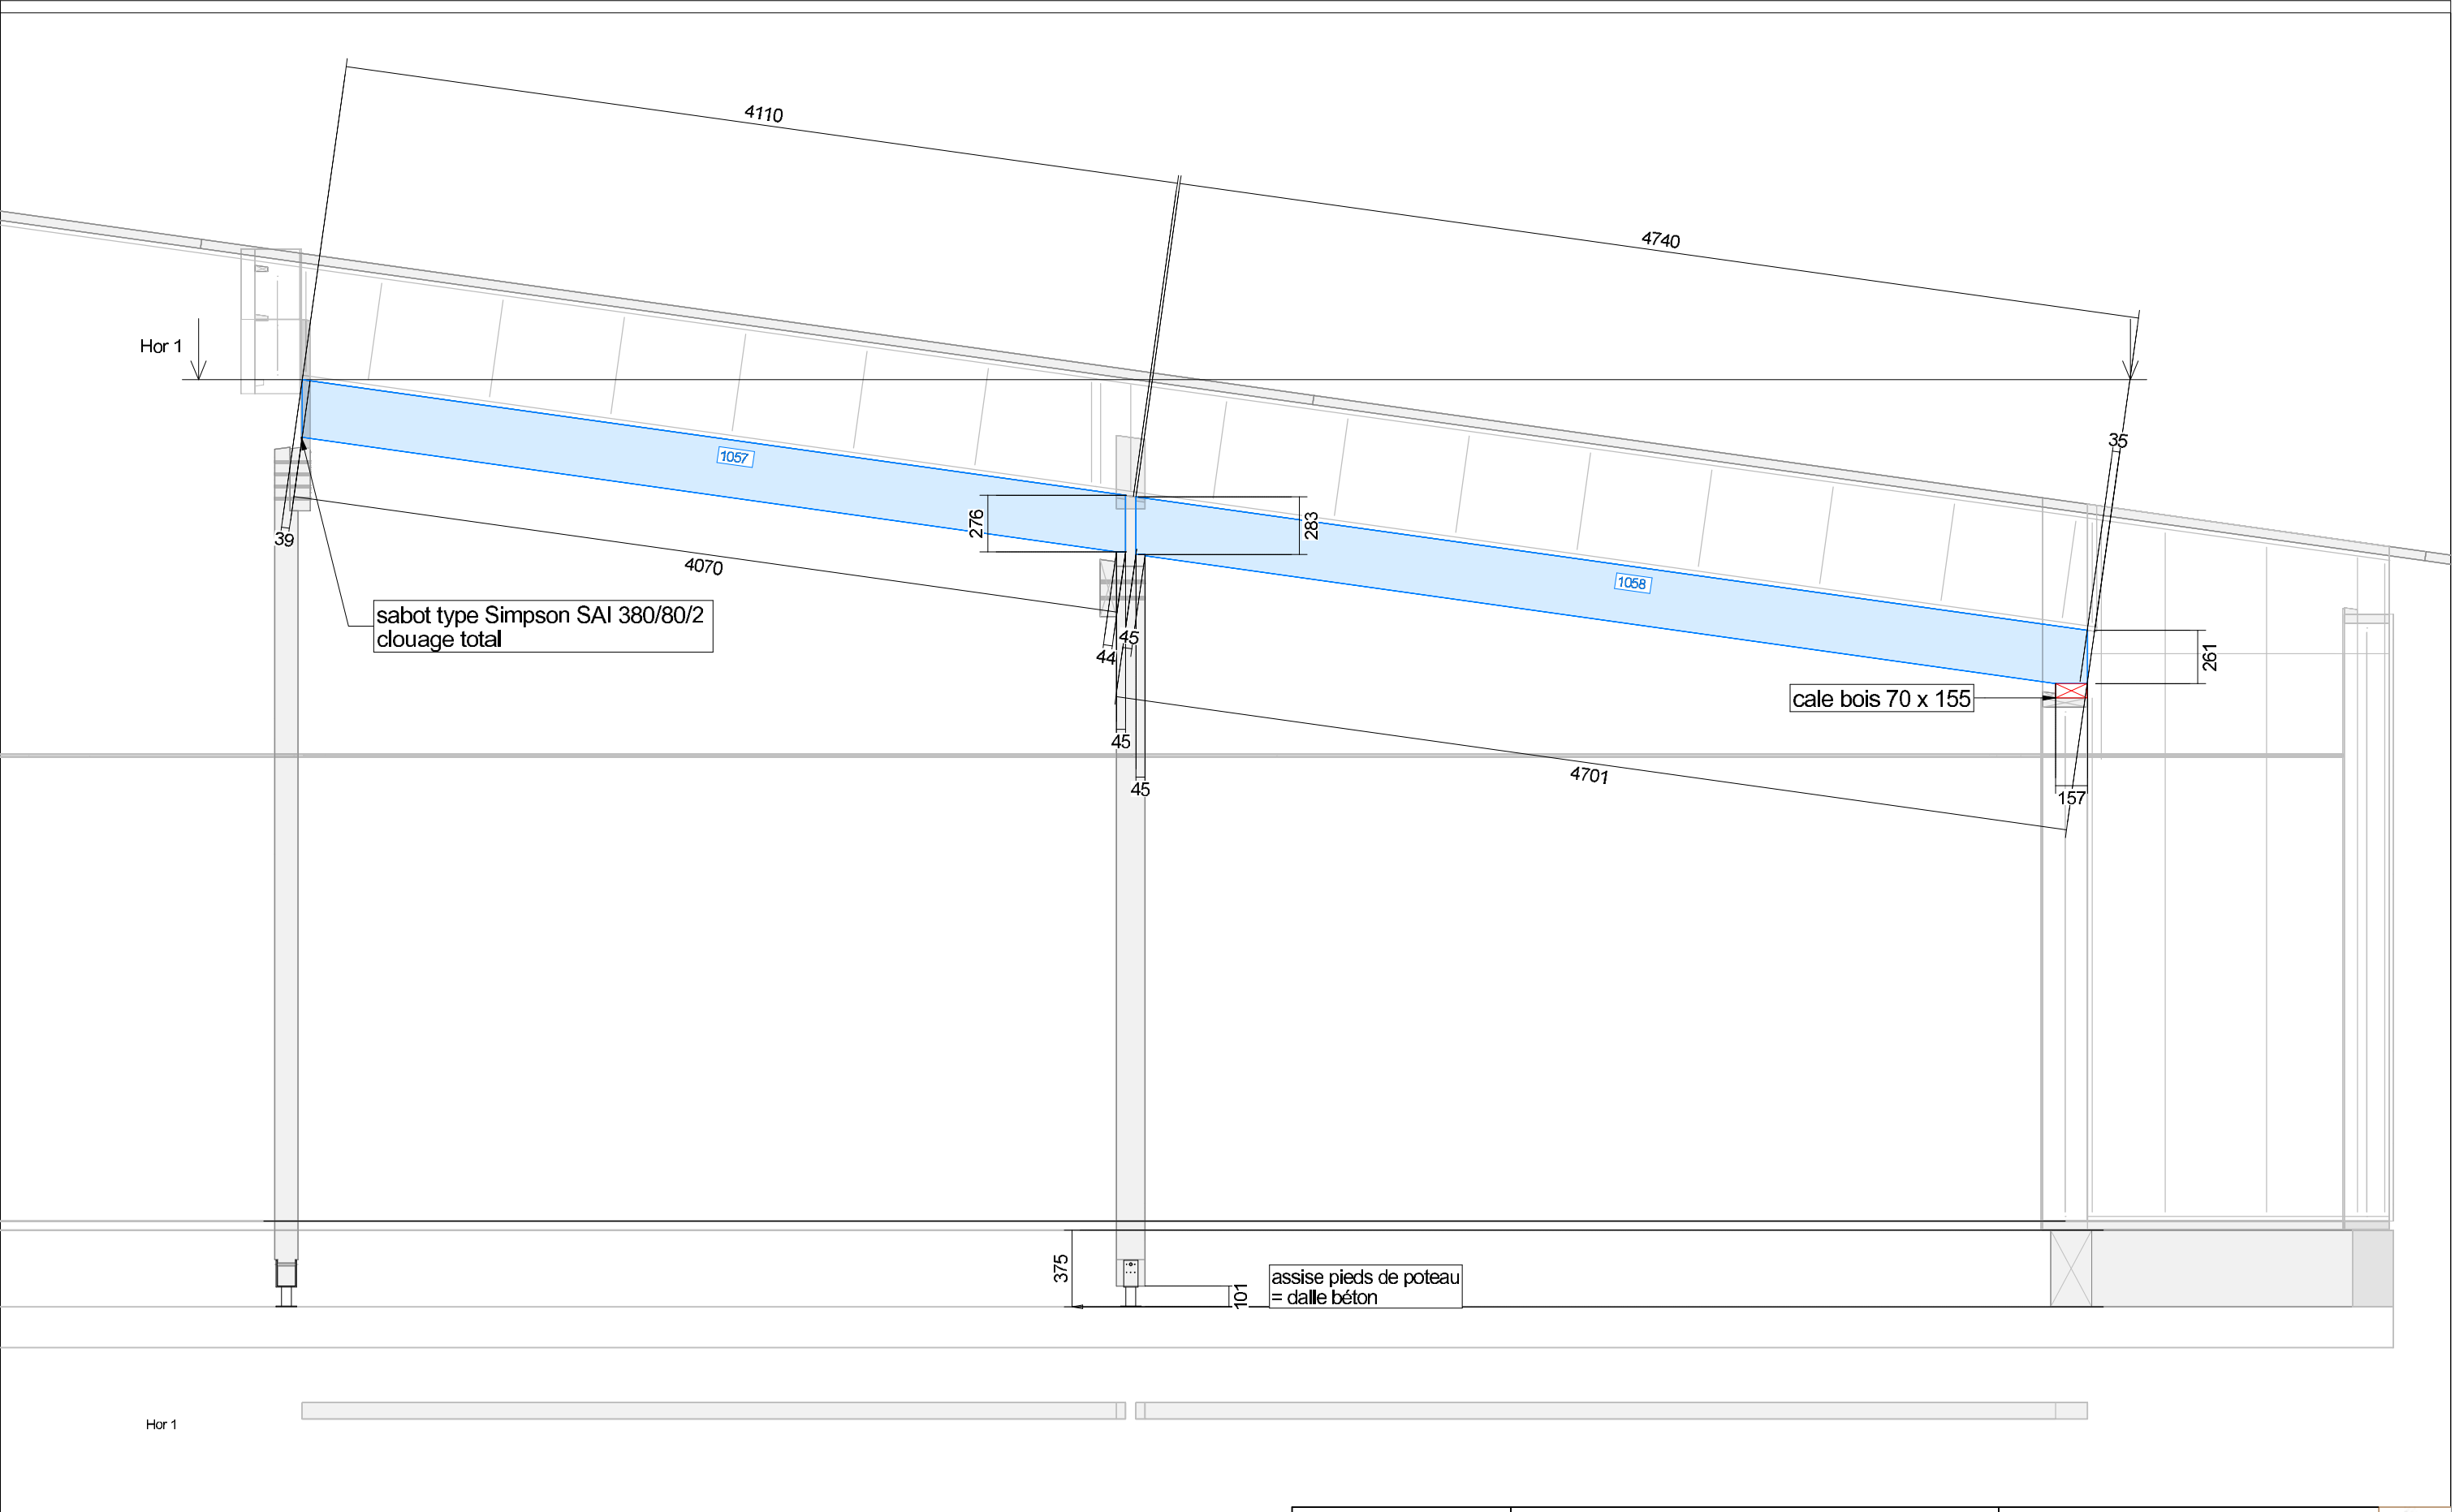 4110
4740
Hor 1
35
1057
276
283
39
4070
1058
sabot type Simpson SAI 380/80/2
clouage total
45
44
261
cale bois 70 x 155
45
4701
45
157
375
101
assise pieds de poteau
= dalle béton
Hor 1